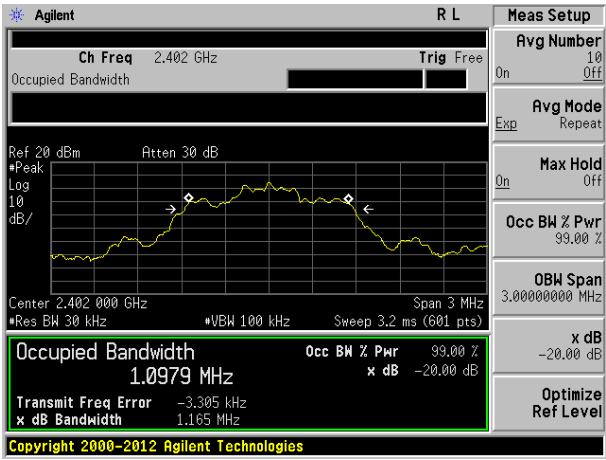 Agilent R L
Ch Freq 2.402 GHz Trig Free
Occupied Bandwidth
Ref 20 dBm Atten 30 dB
#Peak
Log
10
dB/
Center 2.402 000 GHz Span 3 MHz
#Res BW 30 kHz #VBW 100 kHz Sweep 3.2 ms (601 pts)
Occupied Bandwidth Occ BW % Pwr 99.00 %
1.0979 MHz x dB -20.00 dB
Transmit Freq Error -3.305 kHz
x dB Bandwidth 1.165 MHz
Copyright 2000-2012 Agilent Technologies
Meas Setup
Avg Number
10
On Off
Avg Mode
Exp Repeat
Max Hold
On Off
Occ BW % Pwr
99.00 %
OBW Span
3.00000000 MHz
x dB
-20.00 dB
Optimize
Ref Level